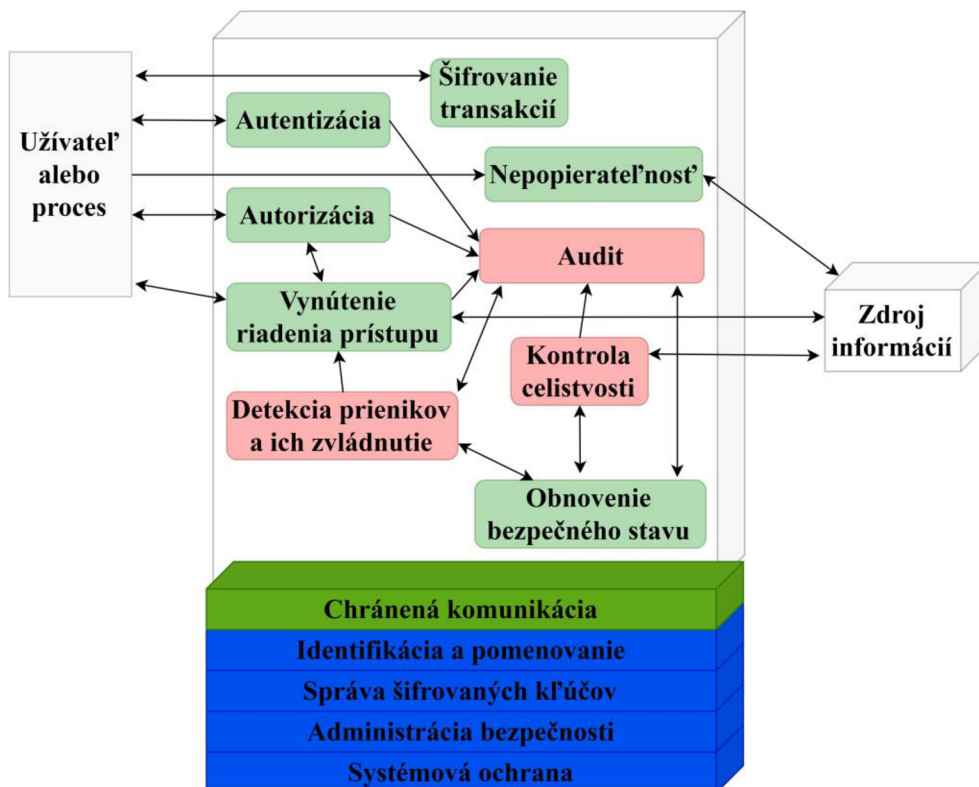 Šifrovanie
transakcií
Užívateľ
alebo
proces
Autentizácia
Nepopierateľnosť
Autorizácia
Audit
Vynútenie
riadenia prístupu
Zdroj
informácií
Kontrola
celistvosti
Detekcia prienikov
a ich zvládnutie
Obnovenie
bezpečného stavu
Chránená komunikácia
Identifikácia a pomenovanie
Správa šifrovaných kľúčov
Administrácia bezpečnosti
Systémová ochrana